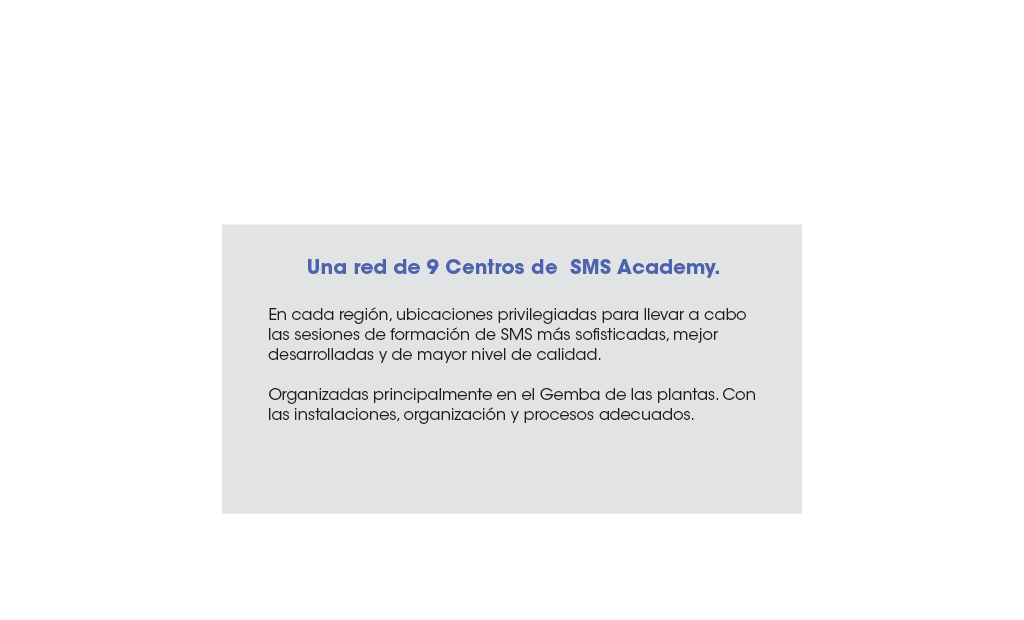 Una red de 9 Centros de  SMS Academy.
En cada región, ubicaciones privilegiadas para llevar a cabo
las sesiones de formación de SMS más sofisticadas, mejor
desarrolladas y de mayor nivel de calidad.
Organizadas principalmente en el Gemba de las plantas. Con
las instalaciones, organización y procesos adecuados.